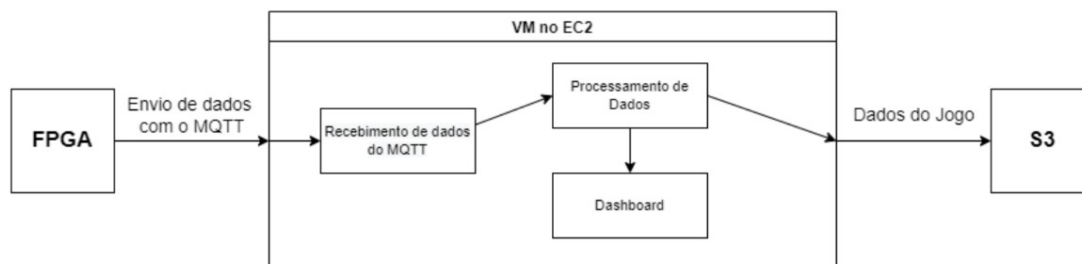 VM no EC2
FPGA
Envio de dados
com o MQTT
Recebimento de dados
do MQTT
Processamento de
Dados
Dashboard
Dados do Jogo
S3